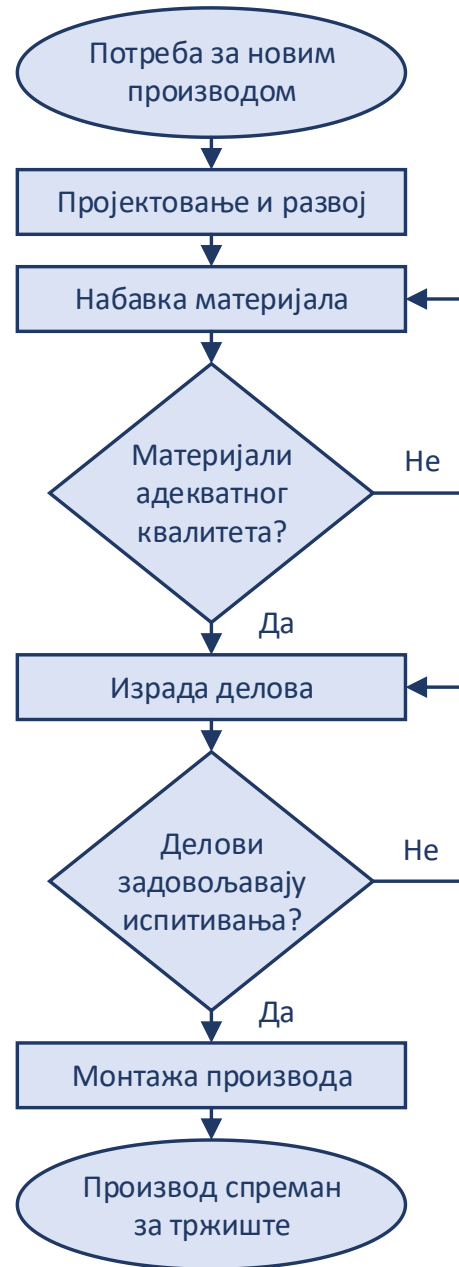 Потреба за новим
производом
Пројектовање и развој
Набавка материјала
Материјали
адекватног
квалитета?
Не
Да
Израда делова
Делови
задовољавају
испитивања?
Не
Да
Монтажа производа
Производ спреман
за тржиште